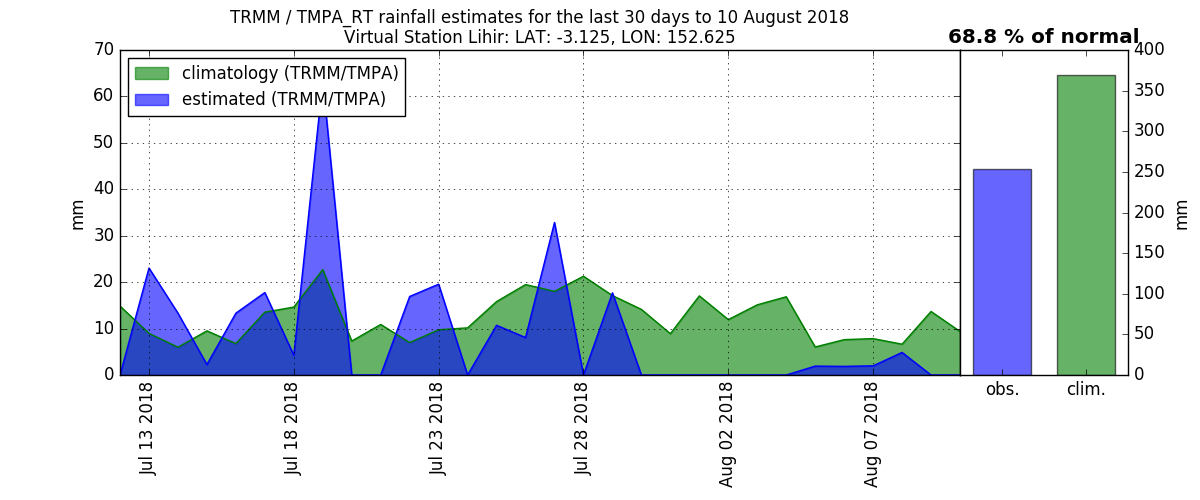 TRMM / TMPA_RT rainfall estimates for the last 30 days to 10 August 2018
Virtual Station Lihir: LAT: -3.125, LON: 152.625
68.8 % of normal
climatology (TRMM/TMPA)
estimated (TRMM/TMPA)
70
60
50
40
30
20
10
0
mm
Jul 13 2018
Jul 18 2018
Jul 23 2018
Jul 28 2018
Aug 02 2018
Aug 07 2018
400
350
300
250
200
150
100
50
0
mm
obs.
clim.